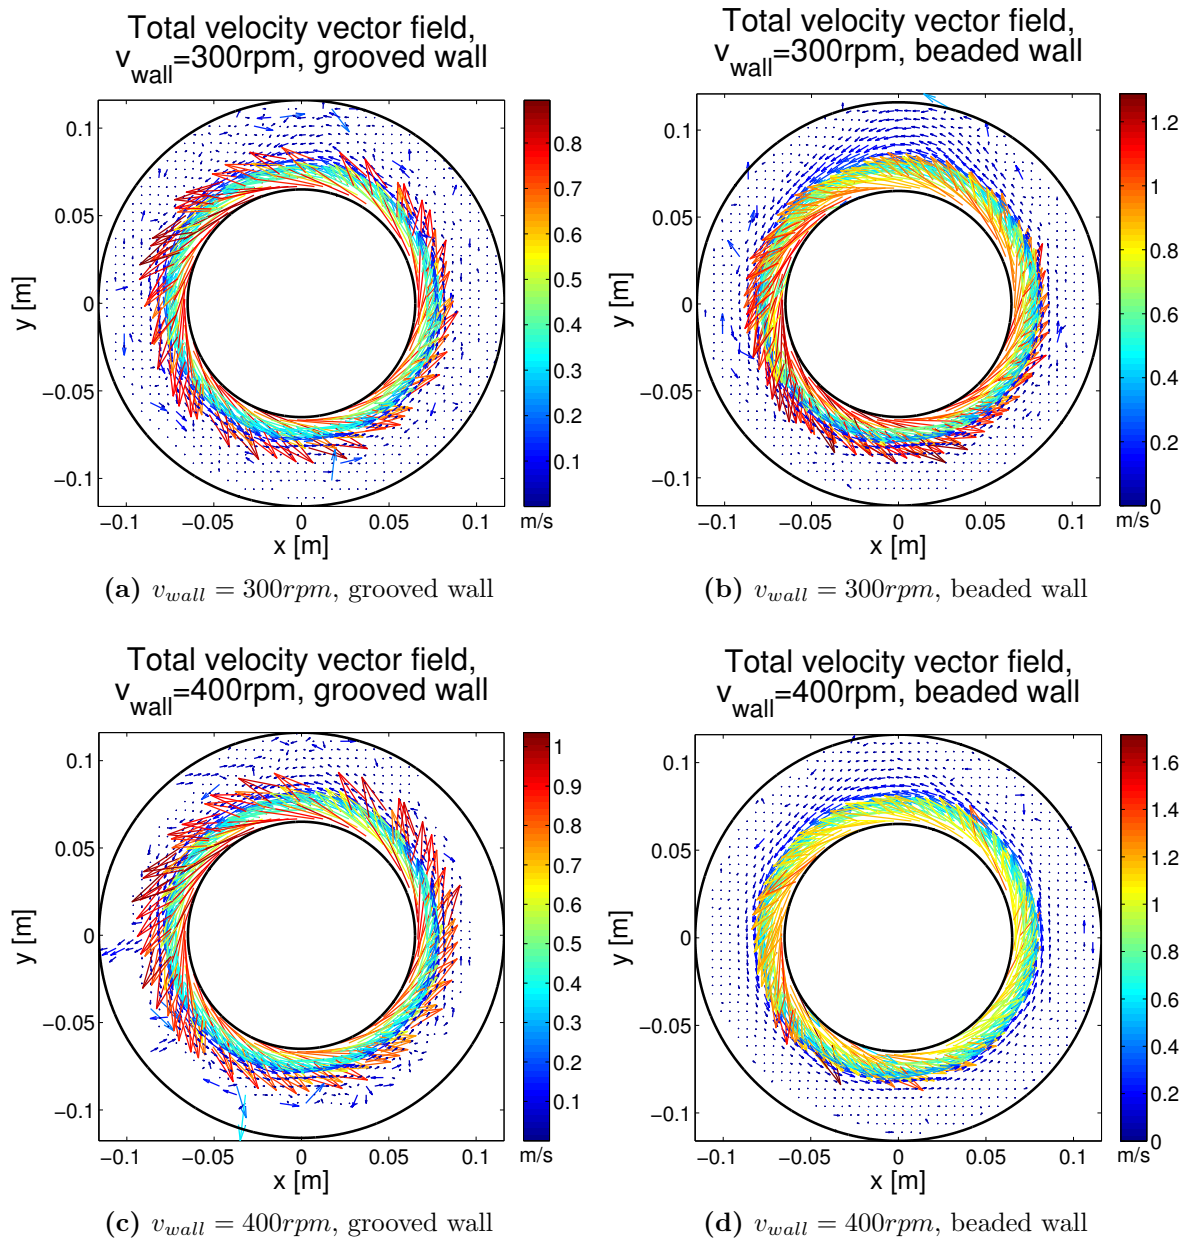 Total velocity vector field,
v_wall=300rpm, grooved wall
0.1
0.05
0
−0.05
−0.1
y [m]
−0.1 −0.05 0 0.05 0.1
x [m]
0.8
0.7
0.6
0.5
0.4
0.3
0.2
0.1
m/s
(a) v_wall = 300rpm, grooved wall
Total velocity vector field,
v_wall=300rpm, beaded wall
0.1
0.05
0
−0.05
−0.1
y [m]
−0.1 −0.05 0 0.05 0.1
x [m]
1.2
1
0.8
0.6
0.4
0.2
0
m/s
(b) v_wall = 300rpm, beaded wall
Total velocity vector field,
v_wall=400rpm, grooved wall
0.1
0.05
0
−0.05
−0.1
y [m]
−0.1 −0.05 0 0.05 0.1
x [m]
1
0.9
0.8
0.7
0.6
0.5
0.4
0.3
0.2
0.1
m/s
(c) v_wall = 400rpm, grooved wall
Total velocity vector field,
v_wall=400rpm, beaded wall
0.1
0.05
0
−0.05
−0.1
y [m]
−0.1 −0.05 0 0.05 0.1
x [m]
1.6
1.4
1.2
1
0.8
0.6
0.4
0.2
0
m/s
(d) v_wall = 400rpm, beaded wall